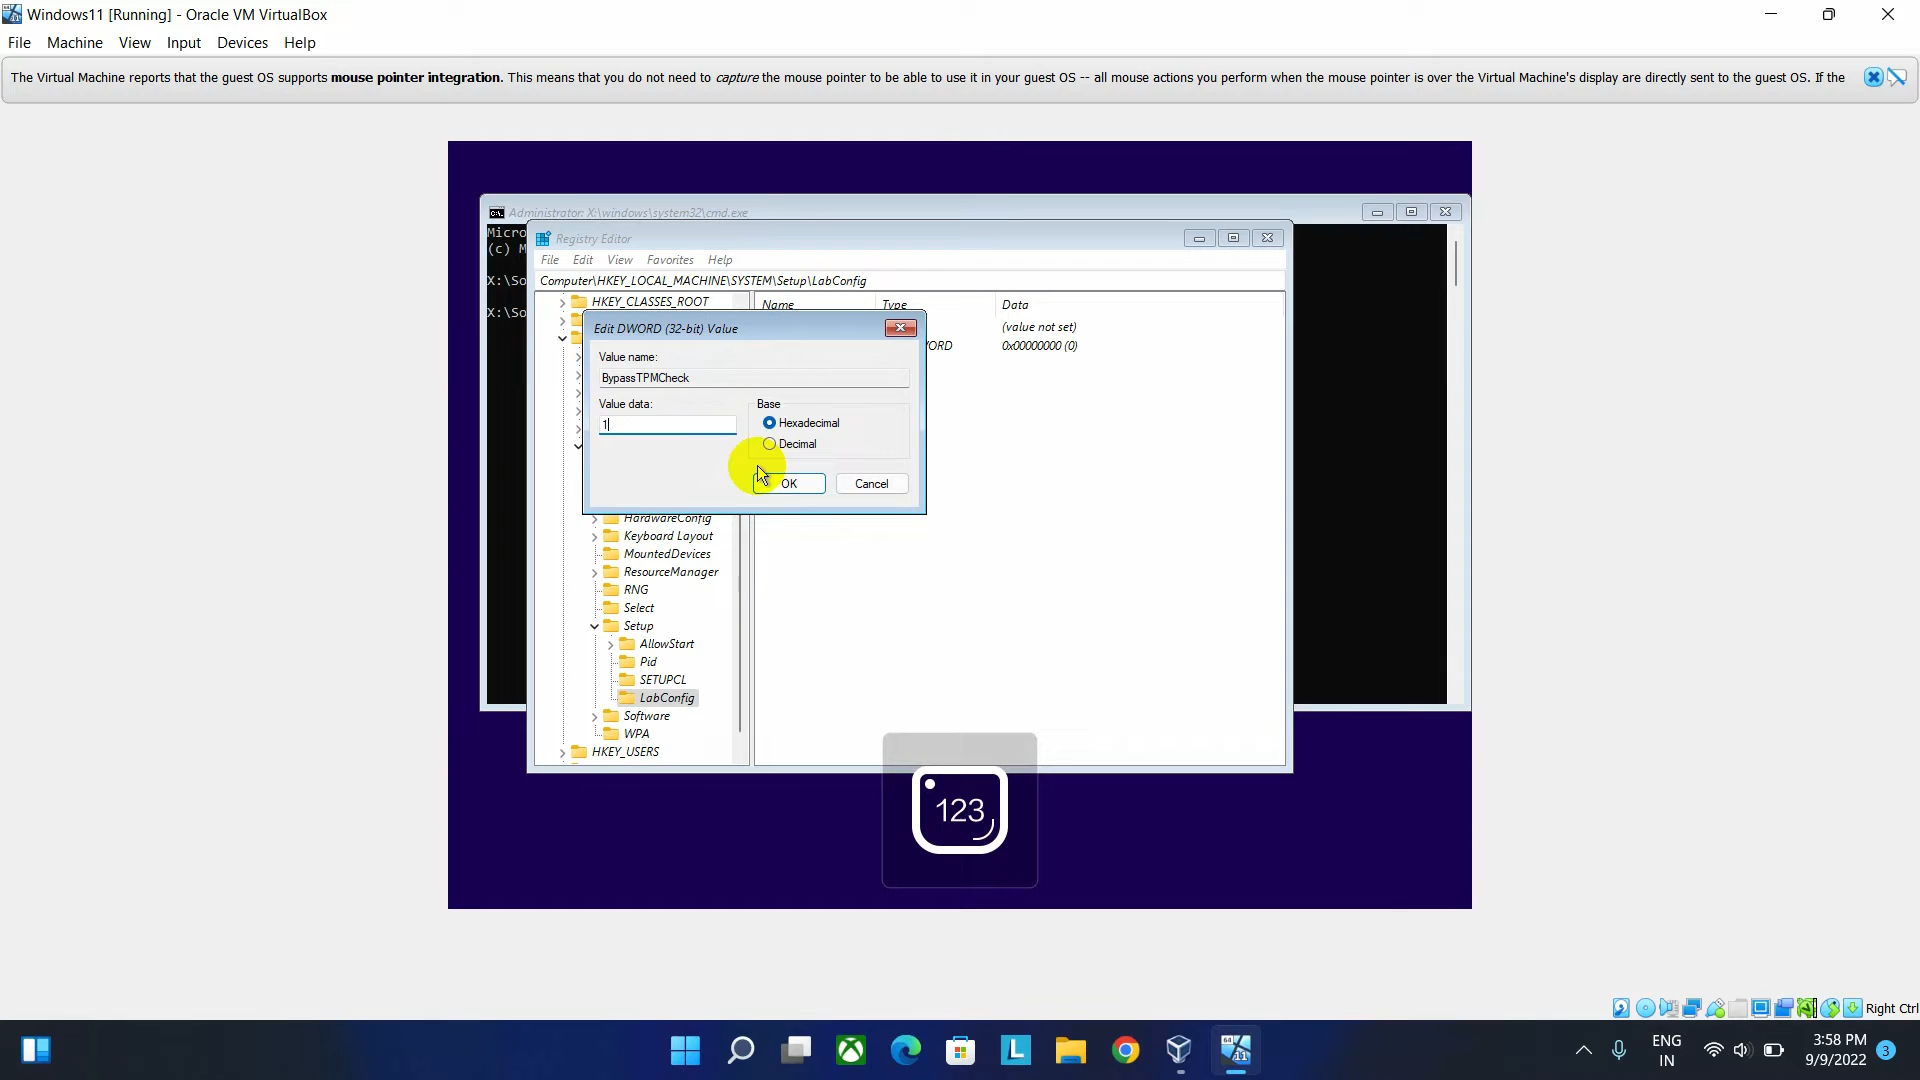 Windows11 [Running] - Oracle VM VirtualBox
File Machine View Input Devices Help
The Virtual Machine reports that the guest OS supports mouse pointer integration. This means that you do not need to capture the mouse pointer to be able to use it in your guest OS -- all mouse actions you perform when the mouse pointer is over the Virtual Machine's display are directly sent to the guest OS. If the
Administrator: X:\windows\system32\cmd.exe
Micro
(c) M
X:\So
X:\So
Registry Editor
File Edit View Favorites Help
Computer\HKEY_LOCAL_MACHINE\SYSTEM\Setup\LabConfig
HKEY_CLASSES_ROOT
Name Type Data
(value not set)
WORD 0x00000000 (0)
Edit DWORD (32-bit) Value
Value name:
BypassTPMCheck
Value data:
1
Base
Hexadecimal
Decimal
OK Cancel
HardwareConfig
Keyboard Layout
MountedDevices
ResourceManager
RNG
Select
Setup
AllowStart
Pid
SETUPCL
LabConfig
Software
WPA
HKEY_USERS
123
Right Ctrl
ENG
IN
3:58 PM
9/9/2022
3